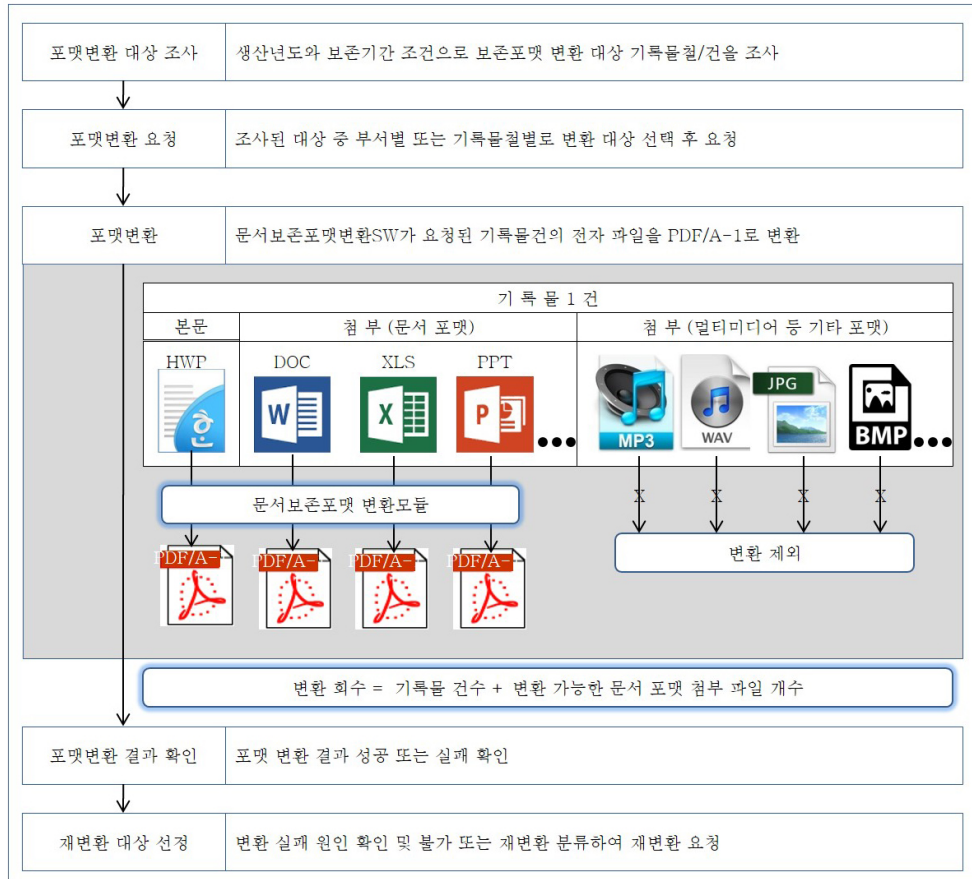 포맷변환 대상 조사
생산년도와 보존기간 조건으로 보존포맷 변환 대상 기록물철/건을 조사
포맷변환 요청
조사된 대상 중 부서별 또는 기록물철별로 변환 대상 선택 후 요청
포맷변환
문서보존포맷변환SW가 요청된 기록물건의 전자 파일을 PDF/A-1로 변환
기 록 물 1 건
본문
첨 부 (문서 포맷)
첨 부 (멀티미디어 등 기타 포맷)
HWP
DOC
XLS
PPT
한
W
X
P
MP3
WAV
JPG
BMP
문서보존포맷 변환모듈
X
X
X
X
변환 제외
PDF/A-
PDF/A-
PDF/A-
PDF/A-
변환 회수 = 기록물 건수 + 변환 가능한 문서 포맷 첨부 파일 개수
포맷변환 결과 확인
포맷 변환 결과 성공 또는 실패 확인
재변환 대상 선정
변환 실패 원인 확인 및 불가 또는 재변환 분류하여 재변환 요청